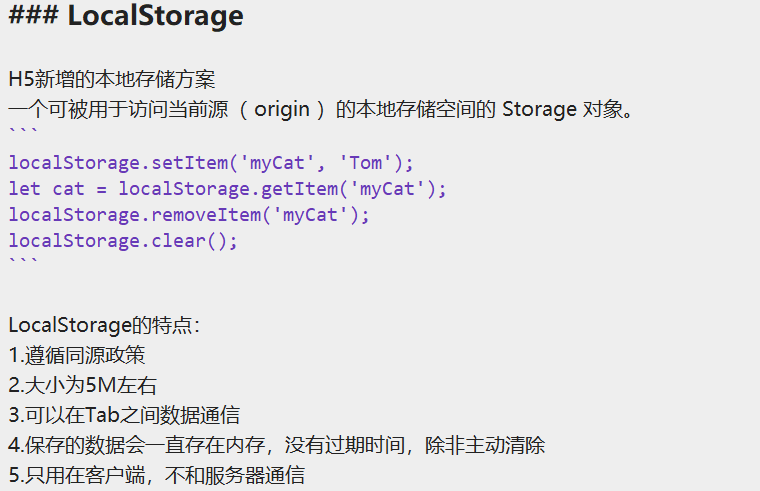 ### LocalStorage
H5新增的本地存储方案
一个可被用于访问当前源（ origin ）的本地存储空间的 Storage 对象。
```
localStorage.setItem('myCat', 'Tom');
let cat = localStorage.getItem('myCat');
localStorage.removeItem('myCat');
localStorage.clear();
```
LocalStorage的特点：
1.遵循同源政策
2.大小为5M左右
3.可以在Tab之间数据通信
4.保存的数据会一直存在内存，没有过期时间，除非主动清除
5.只用在客户端，不和服务器通信